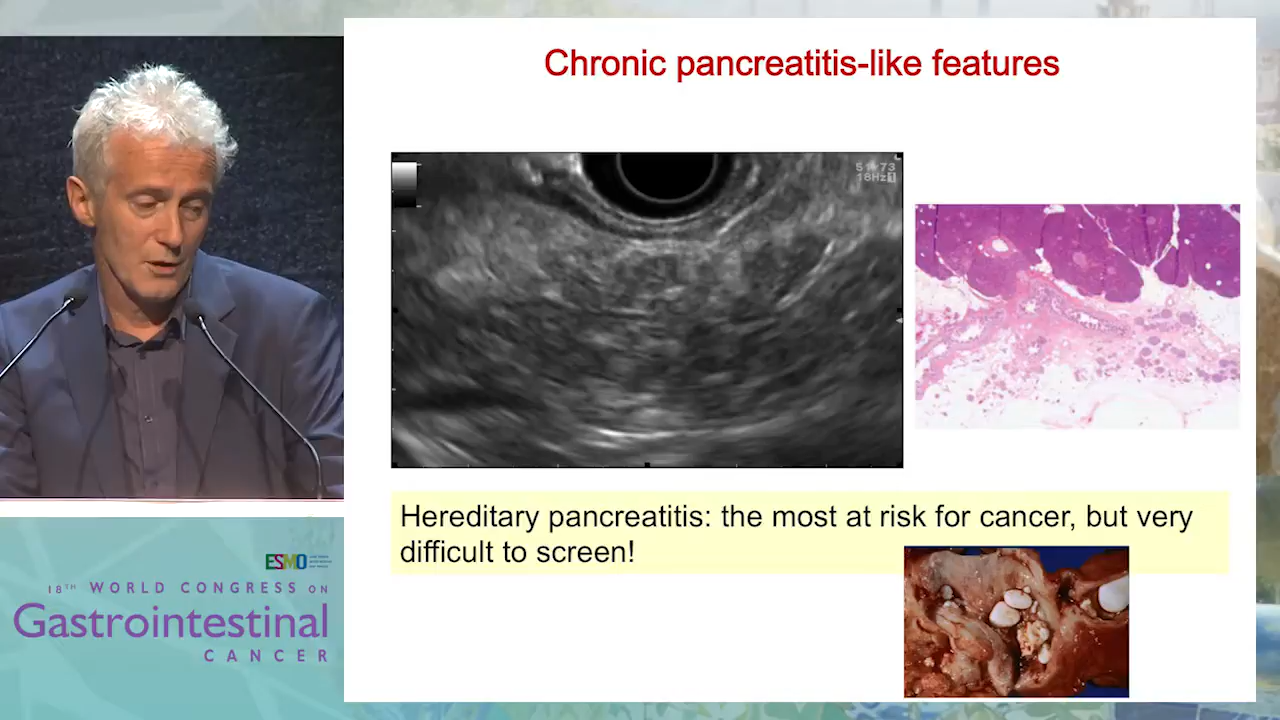 Chronic pancreatitis-like features
Hereditary pancreatitis: the most at risk for cancer, but very
difficult to screen!
ESMO
18TH WORLD CONGRESS ON
Gastrointestinal
CANCER